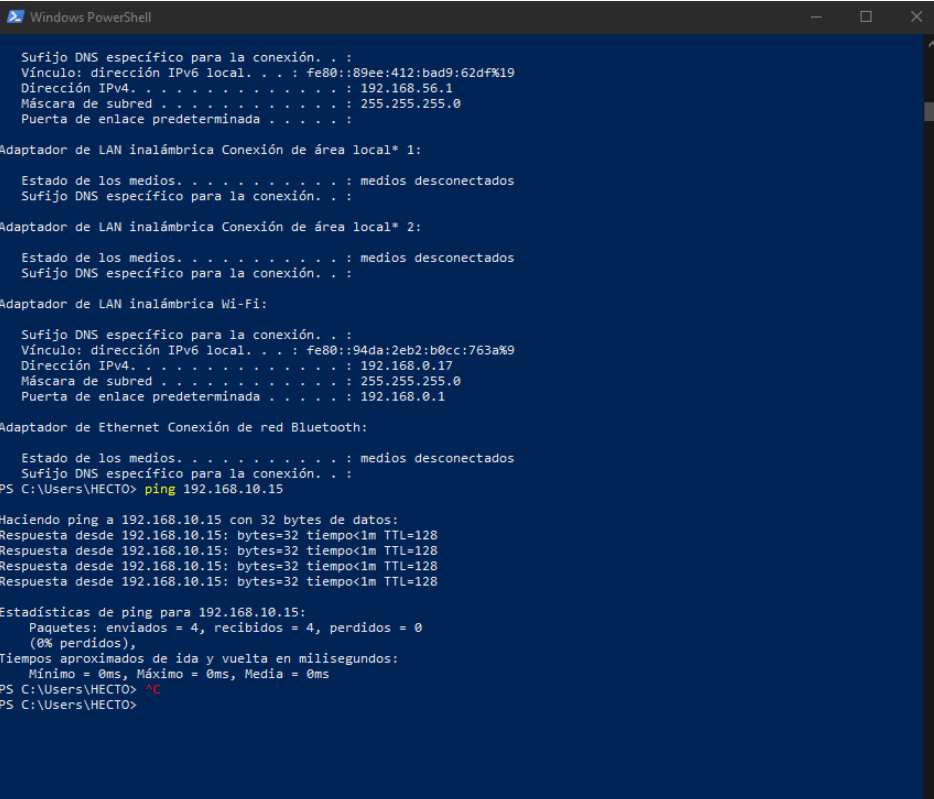 Windows PowerShell
Sufijo DNS específico para la conexión. . :
Vínculo: dirección IPv6 local. . . : fe80::89ee:412:bad9:62df%19
Dirección IPv4. . . . . . . . . . . . . . : 192.168.56.1
Máscara de subred . . . . . . . . . . . . : 255.255.255.0
Puerta de enlace predeterminada . . . . . :
Adaptador de LAN inalámbrica Conexión de área local* 1:
Estado de los medios. . . . . . . . . . . : medios desconectados
Sufijo DNS específico para la conexión. . :
Adaptador de LAN inalámbrica Conexión de área local* 2:
Estado de los medios. . . . . . . . . . . : medios desconectados
Sufijo DNS específico para la conexión. . :
Adaptador de LAN inalámbrica Wi-Fi:
Sufijo DNS específico para la conexión. . :
Vínculo: dirección IPv6 local. . . : fe80::94da:2eb2:b0cc:763a%9
Dirección IPv4. . . . . . . . . . . . . . : 192.168.0.17
Máscara de subred . . . . . . . . . . . . : 255.255.255.0
Puerta de enlace predeterminada . . . . . : 192.168.0.1
Adaptador de Ethernet Conexión de red Bluetooth:
Estado de los medios. . . . . . . . . . . : medios desconectados
Sufijo DNS específico para la conexión. . :
PS C:\Users\HECTO> ping 192.168.10.15
Haciendo ping a 192.168.10.15 con 32 bytes de datos:
Respuesta desde 192.168.10.15: bytes=32 tiempo<1m TTL=128
Respuesta desde 192.168.10.15: bytes=32 tiempo<1m TTL=128
Respuesta desde 192.168.10.15: bytes=32 tiempo<1m TTL=128
Respuesta desde 192.168.10.15: bytes=32 tiempo<1m TTL=128
Estadísticas de ping para 192.168.10.15:
Paquetes: enviados = 4, recibidos = 4, perdidos = 0
(0% perdidos),
Tiempos aproximados de ida y vuelta en milisegundos:
Mínimo = 0ms, Máximo = 0ms, Media = 0ms
PS C:\Users\HECTO> ^C
PS C:\Users\HECTO>